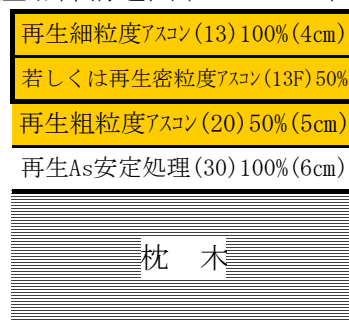 再生細粒度ｱｽｺﾝ(13)100%(4cm)
若しくは再生密粒度ｱｽｺﾝ(13F)50%
再生粗粒度ｱｽｺﾝ(20)50%(5cm)
再生As安定処理(30)100%(6cm)
枕　木